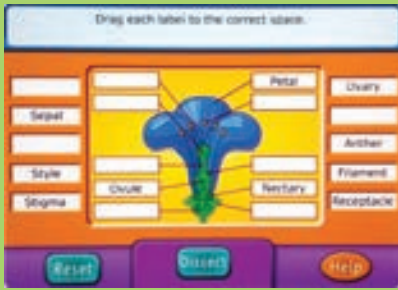 Drag each label to the correct space.
Petal
Ovary
Sepal
Anther
Style
Filament
Ovule
Nectary
Stigma
Receptacle
Reset
Dissect
Help